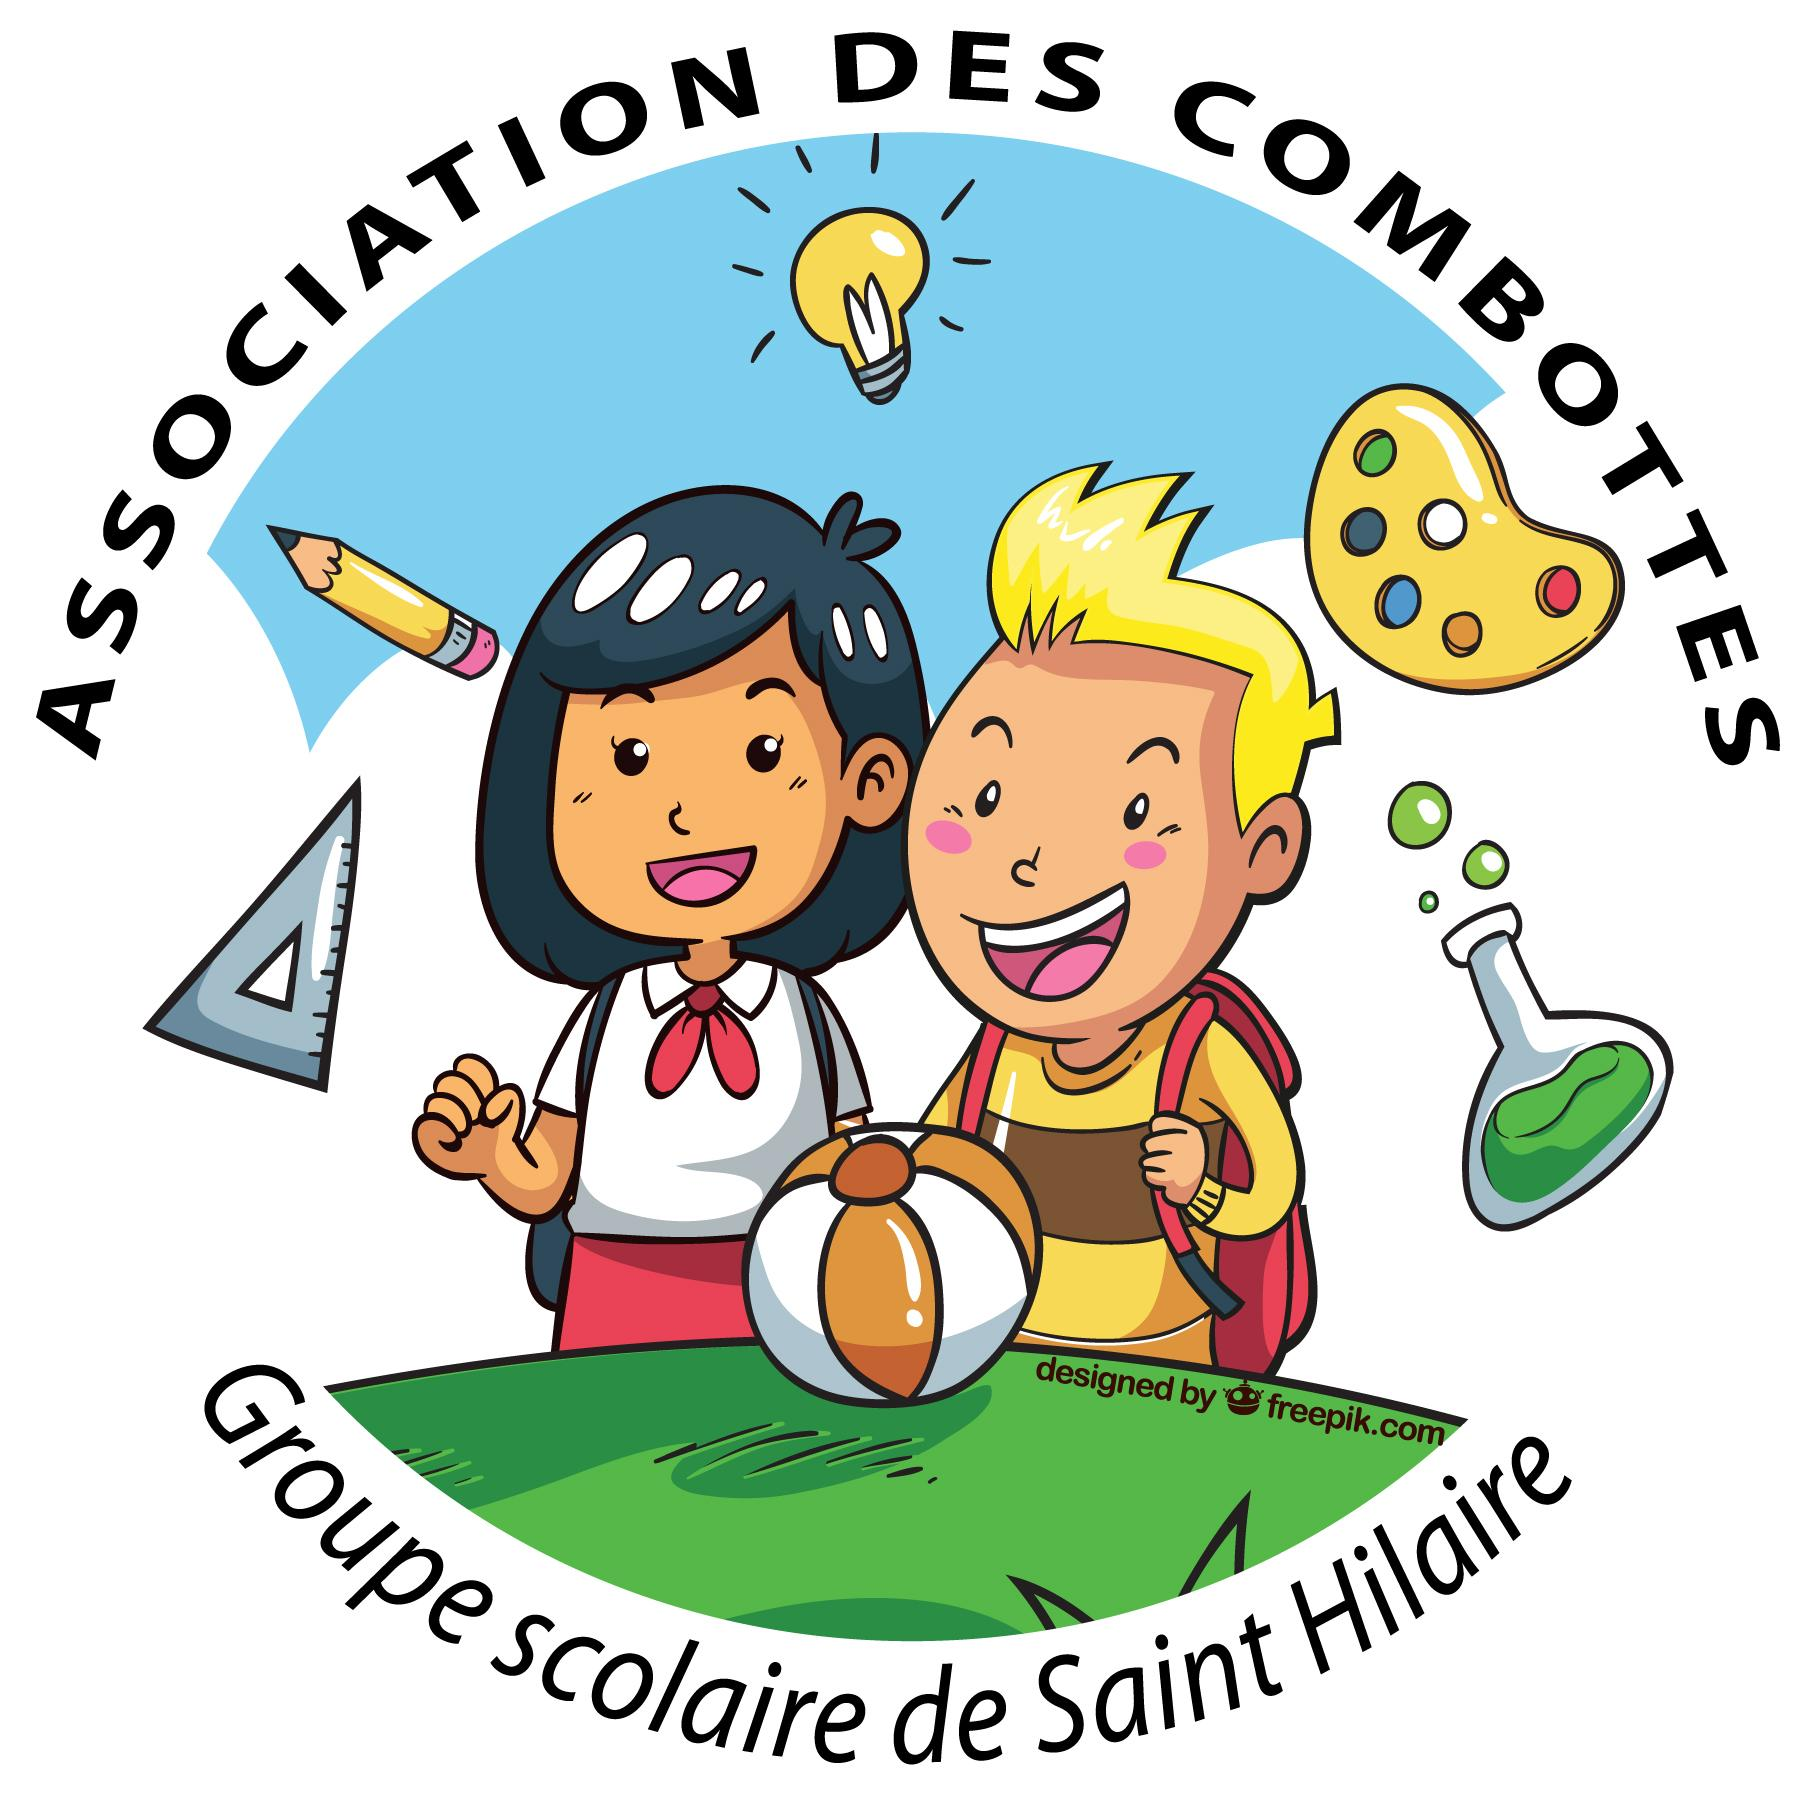 ASSOCIATION DES COMBOTTES
designed by freepik.com
Groupe scolaire de Saint Hilaire